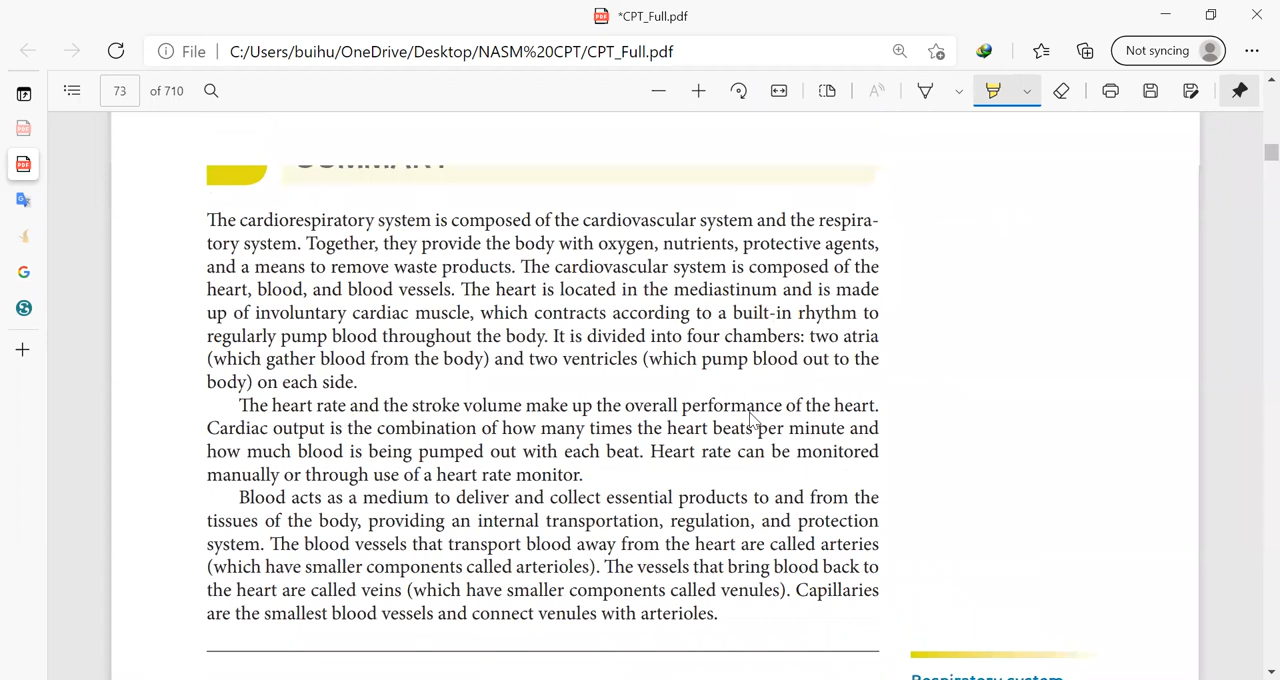 *CPT_Full.pdf
File | C:/Users/buihu/OneDrive/Desktop/NASM%20CPT/CPT_Full.pdf
Not syncing
73 of 710
SUMMARY
The cardiorespiratory system is composed of the cardiovascular system and the respira-
tory system. Together, they provide the body with oxygen, nutrients, protective agents,
and a means to remove waste products. The cardiovascular system is composed of the
heart, blood, and blood vessels. The heart is located in the mediastinum and is made
up of involuntary cardiac muscle, which contracts according to a built-in rhythm to
regularly pump blood throughout the body. It is divided into four chambers: two atria
(which gather blood from the body) and two ventricles (which pump blood out to the
body) on each side.
The heart rate and the stroke volume make up the overall performance of the heart.
Cardiac output is the combination of how many times the heart beats per minute and
how much blood is being pumped out with each beat. Heart rate can be monitored
manually or through use of a heart rate monitor.
Blood acts as a medium to deliver and collect essential products to and from the
tissues of the body, providing an internal transportation, regulation, and protection
system. The blood vessels that transport blood away from the heart are called arteries
(which have smaller components called arterioles). The vessels that bring blood back to
the heart are called veins (which have smaller components called venules). Capillaries
are the smallest blood vessels and connect venules with arterioles.
Respiratory system